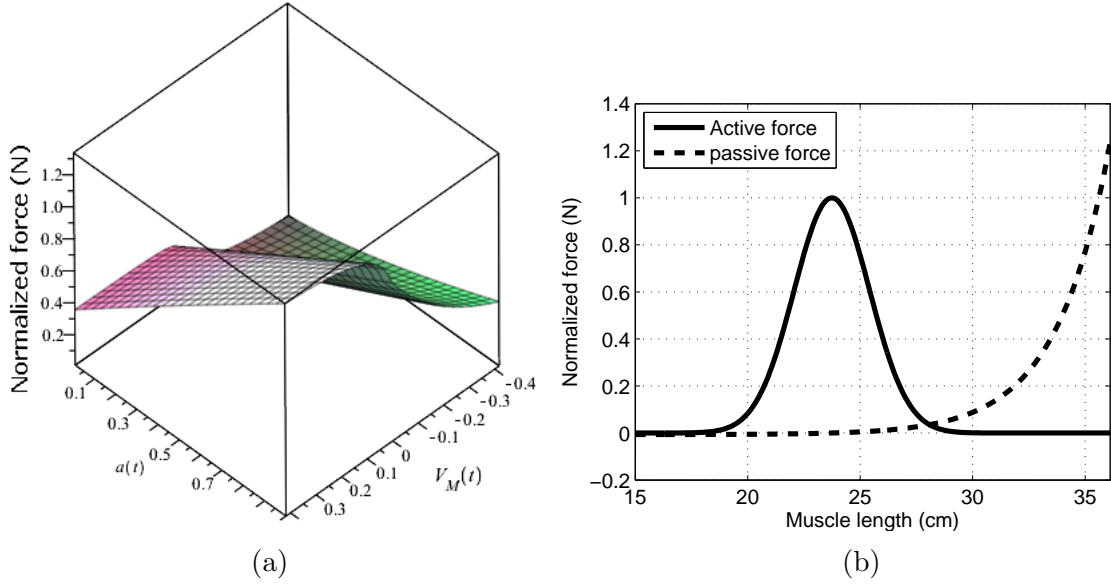 Normalized force (N)
1.2
1.0
0.8
0.6
0.4
0.2
0.1
0.3
0.5
0.7
a(t)
-0.4
-0.3
-0.2
-0.1
0
0.1
0.2
0.3
V_M(t)
(a)
Active force
passive force
Normalized force (N)
1.4
1.2
1
0.8
0.6
0.4
0.2
0
−0.2
15 20 25 30 35
Muscle length (cm)
(b)